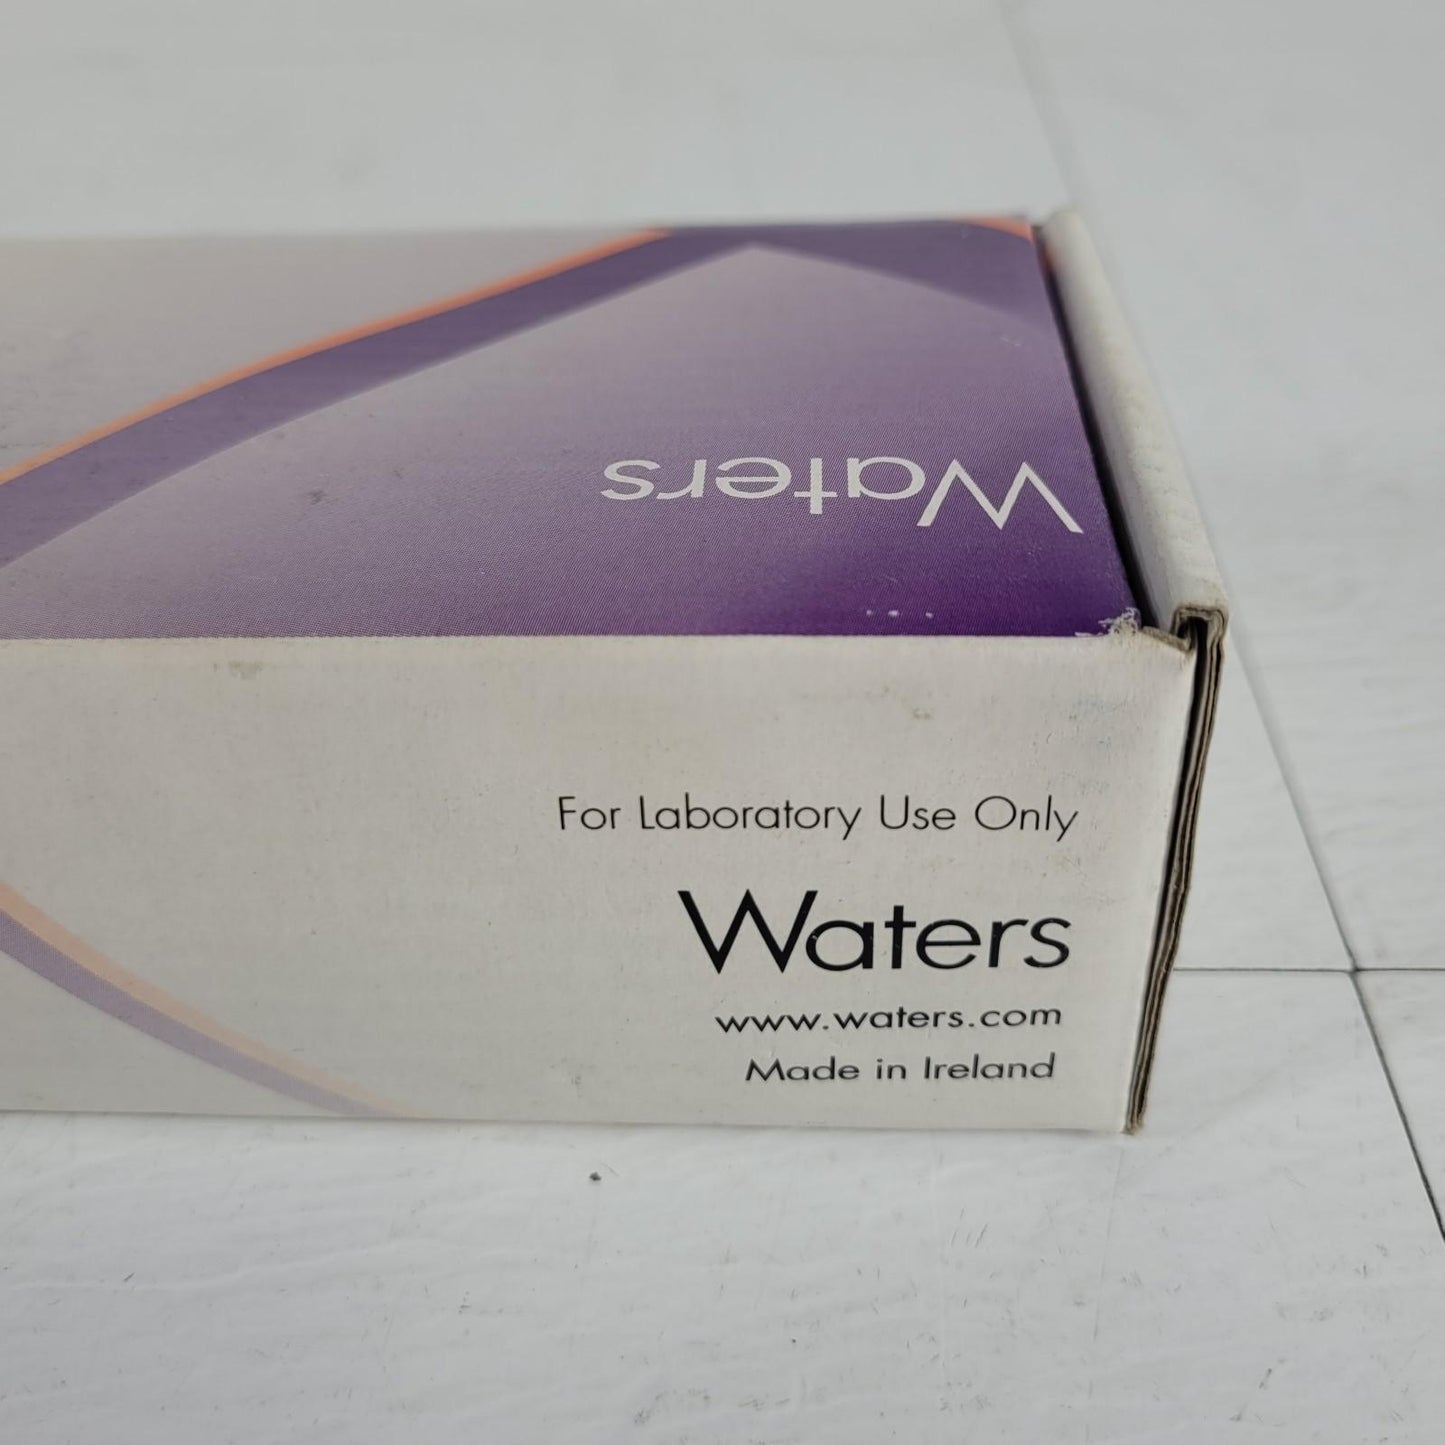 Waters
For Laboratory Use Only
Waters
www.waters.com
Made in Ireland